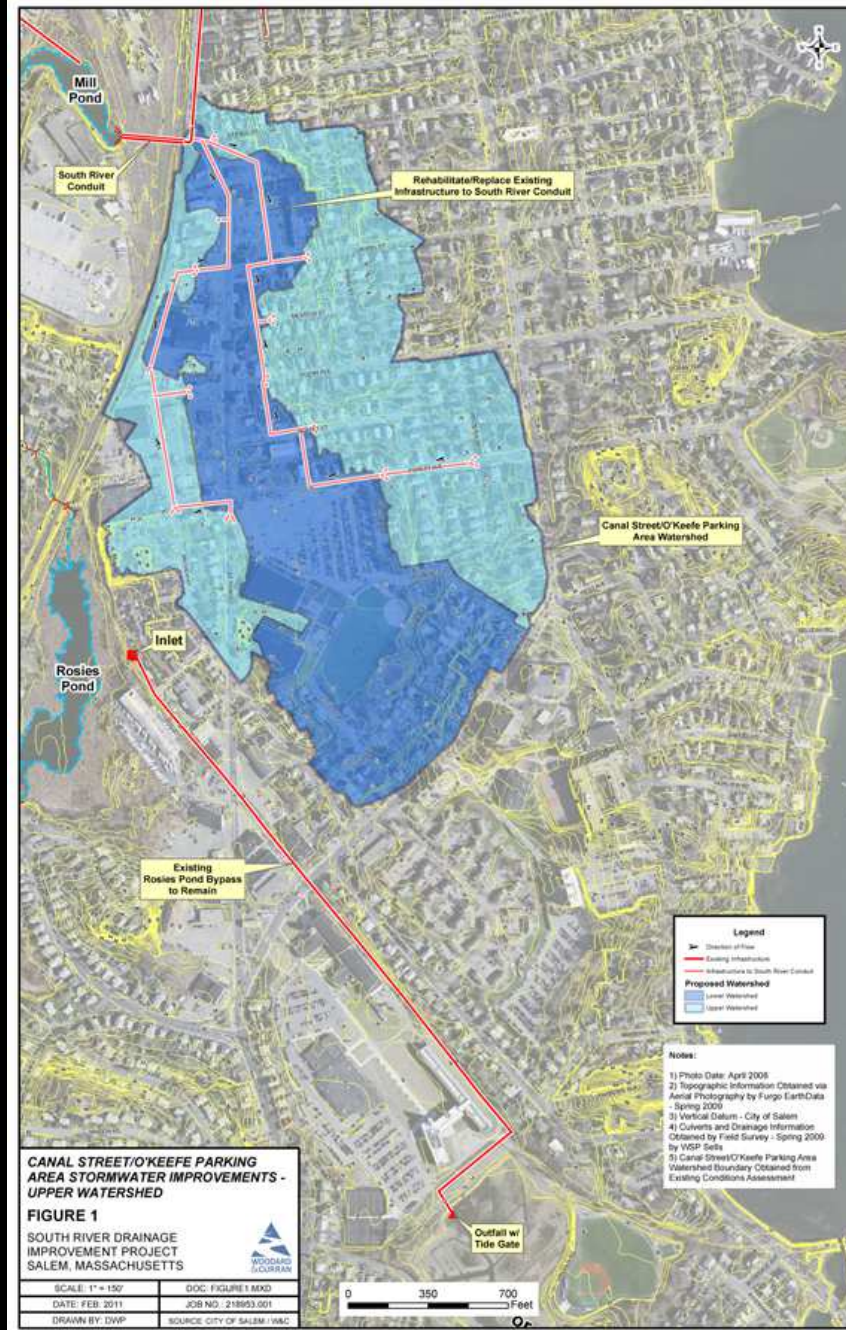 Mill
Pond
South River
Conduit
Rehabilitate/Replace Existing
Infrastructure to South River Conduit
Canal Street/O'Keefe Parking
Area Watershed
Inlet
Rosies
Pond
Existing
Rosies Pond Bypass
to Remain
Legend
Direction of Flow
Existing Infrastructure
Infrastructure to South River Conduit
Proposed Watershed
Lower Watershed
Upper Watershed
Notes:
1) Photo Date: April 2008
2) Topographic Information Obtained via
Aerial Photography by Furgo EarthData
- Spring 2009
3) Vertical Datum - City of Salem
4) Culverts and Drainage Information
Obtained by Field Survey - Spring 2009
by WSP Sells
5) Canal Street/O'Keefe Parking Area
Watershed Boundary Obtained from
Existing Conditions Assessment
Outfall w/
Tide Gate
CANAL STREET/O'KEEFE PARKING
AREA STORMWATER IMPROVEMENTS -
UPPER WATERSHED
FIGURE 1
SOUTH RIVER DRAINAGE
IMPROVEMENT PROJECT
SALEM, MASSACHUSETTS
WOODARD
&CURRAN
SCALE: 1" = 150'
DOC: FIGURE1.MXD
DATE: FEB. 2011
JOB NO.: 218953.001
DRAWN BY: DWP
SOURCE: CITY OF SALEM / W&C
0 350 700
Feet